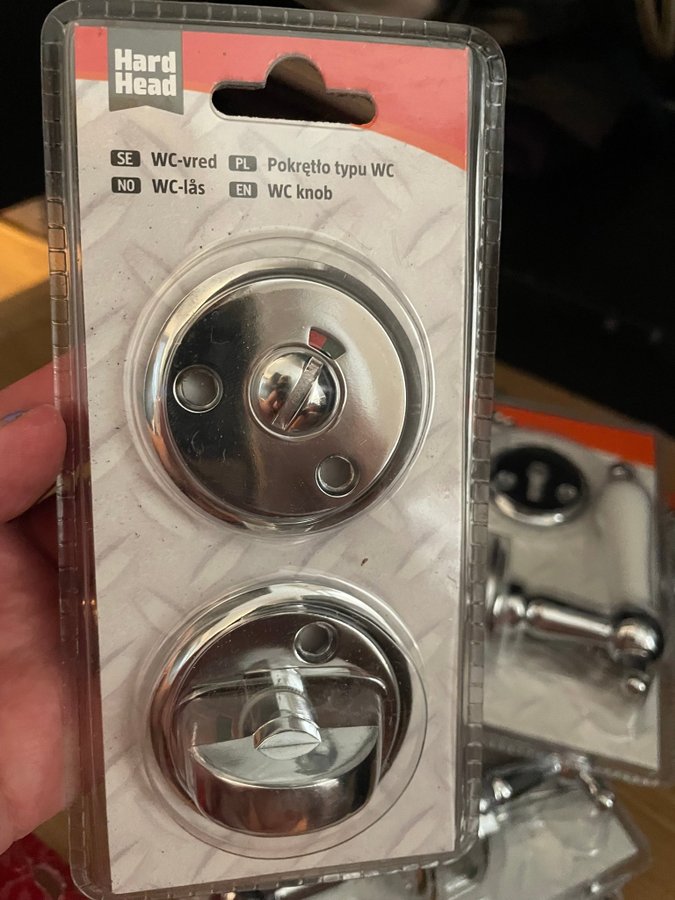 Hard
Head
SE WC-vred PL Pokrętło typu WC
NO WC-lås EN WC knob